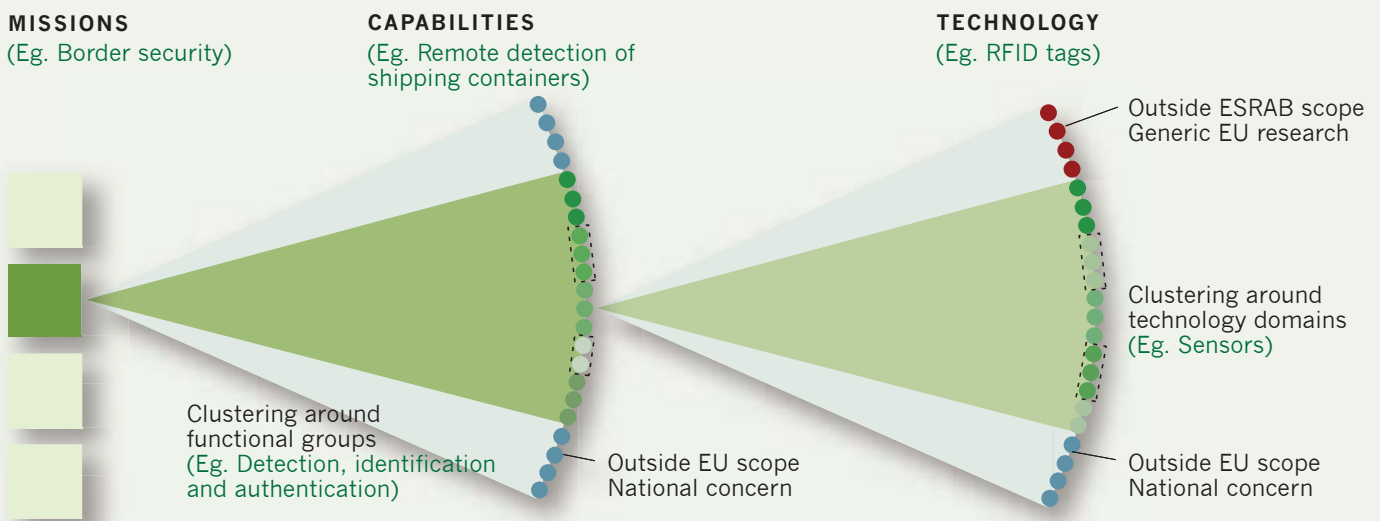 MISSIONS
(Eg. Border security)
CAPABILITIES
(Eg. Remote detection of
shipping containers)
TECHNOLOGY
(Eg. RFID tags)
Outside ESRAB scope
Generic EU research
Clustering around
technology domains
(Eg. Sensors)
Clustering around
functional groups
(Eg. Detection, identification
and authentication)
Outside EU scope
National concern
Outside EU scope
National concern